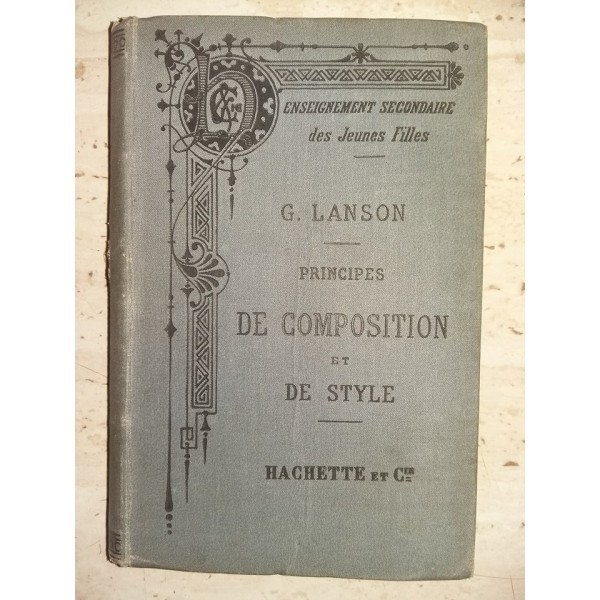 ENSEIGNEMENT SECONDAIRE
des Jeunes Filles
G. LANSON
PRINCIPES
DE COMPOSITION
ET
DE STYLE
HACHETTE ET CIE